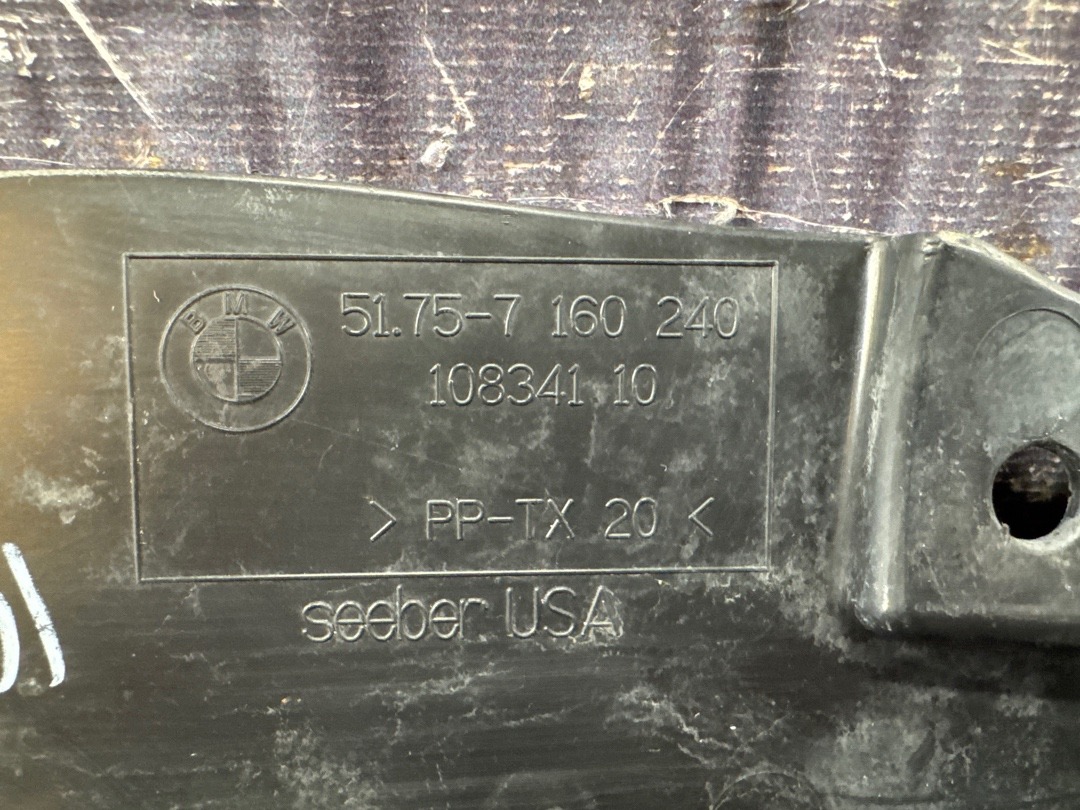 BMW
51.75-7 160 240
108341 10
> PP-TX 20 <
seeber USA